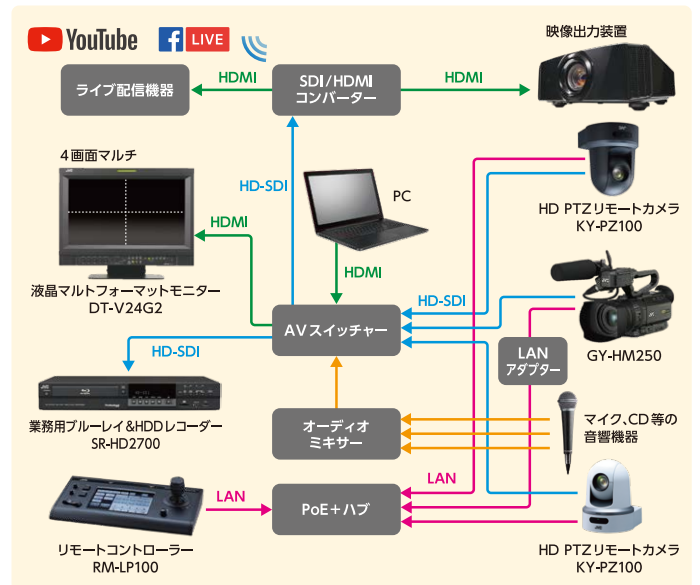 YouTube
f LIVE
映像出力装置
ライブ配信機器
HDMI
SDI/HDMI
コンバーター
HDMI
4画面マルチ
HD-SDI
PC
HD PTZリモートカメラ
KY-PZ100
HDMI
HDMI
液晶マルトフォーマットモニター
DT-V24G2
HD-SDI
AVスイッチャー
HD-SDI
LAN
アダプター
GY-HM250
業務用ブルーレイ&HDDレコーダー
SR-HD2700
オーディオ
ミキサー
マイク、CD等の
音響機器
LAN
LAN
PoE+ハブ
リモートコントローラー
RM-LP100
HD PTZリモートカメラ
KY-PZ100